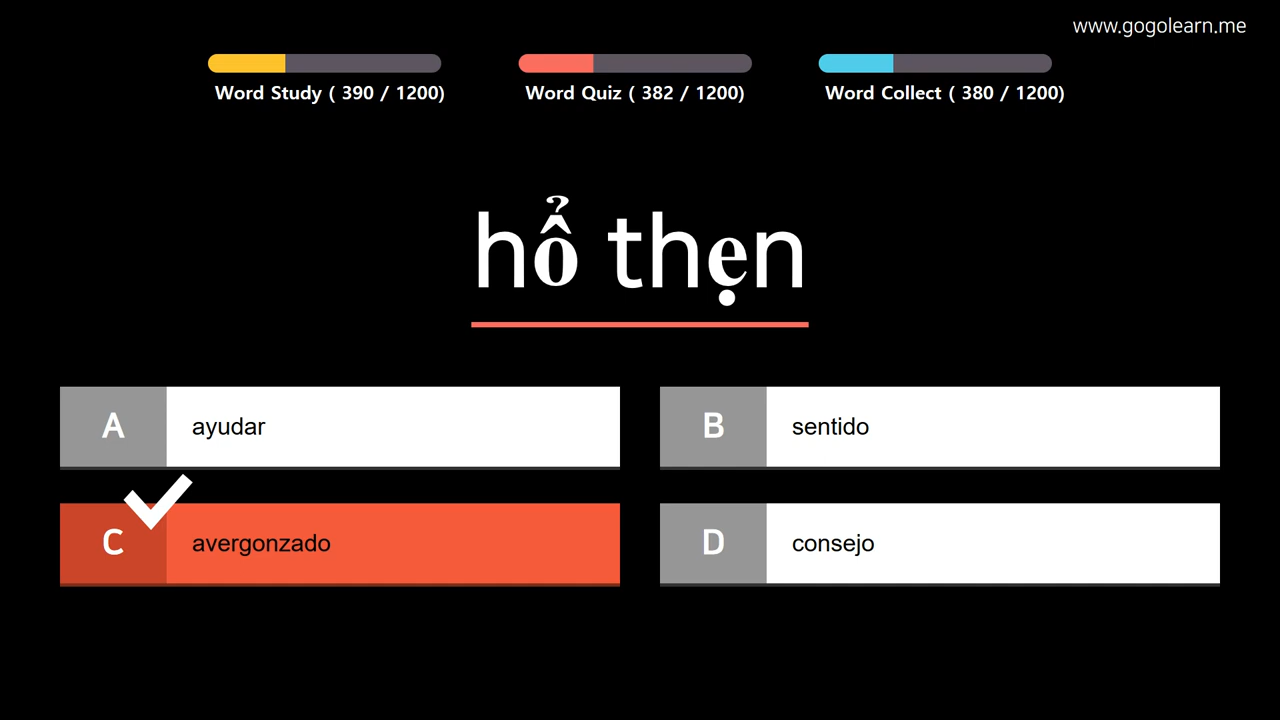 www.gogolearn.me
Word Study ( 390 / 1200)
Word Quiz ( 382 / 1200)
Word Collect ( 380 / 1200)
hổ thẹn
A ayudar
B sentido
C avergonzado
D consejo